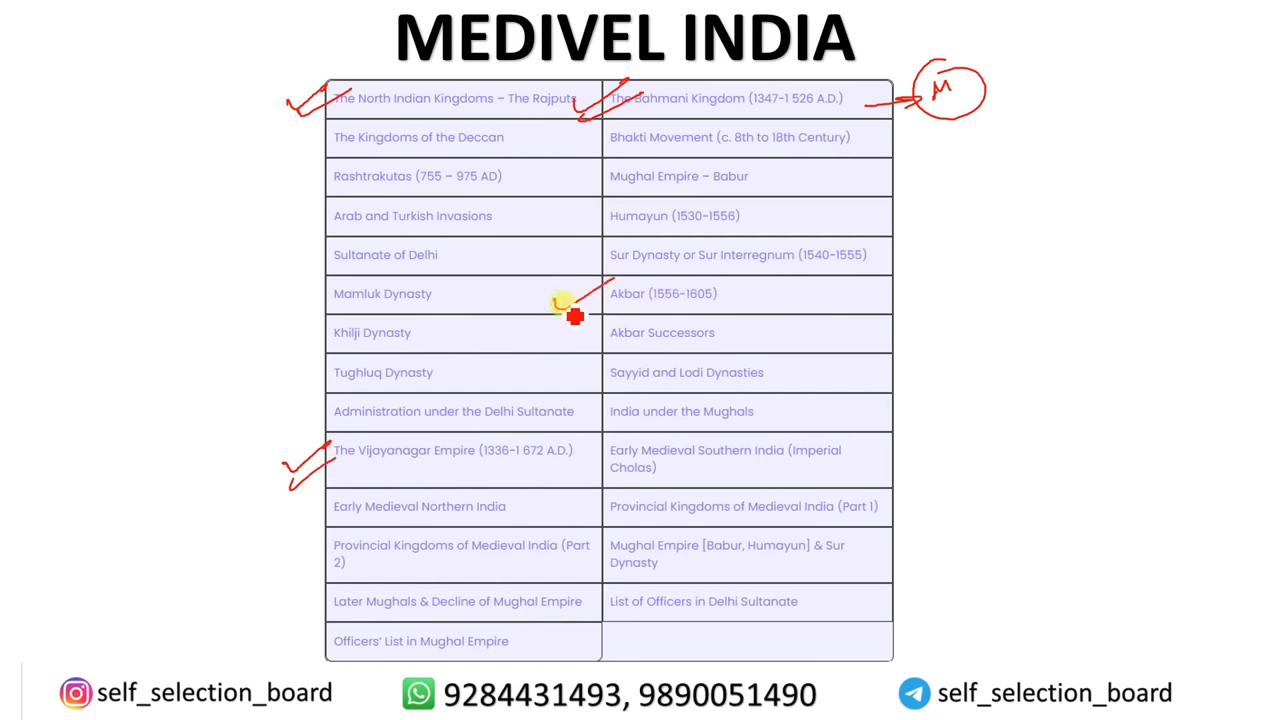 MEDIVEL INDIA
The North Indian Kingdoms – The Rajputs
The Bahmani Kingdom (1347-1 526 A.D.)
M
The Kingdoms of the Deccan
Bhakti Movement (c. 8th to 18th Century)
Rashtrakutas (755 – 975 AD)
Mughal Empire – Babur
Arab and Turkish Invasions
Humayun (1530-1556)
Sultanate of Delhi
Sur Dynasty or Sur Interregnum (1540-1555)
Mamluk Dynasty
Akbar (1556-1605)
Khilji Dynasty
Akbar Successors
Tughluq Dynasty
Sayyid and Lodi Dynasties
Administration under the Delhi Sultanate
India under the Mughals
The Vijayanagar Empire (1336-1 672 A.D.)
Early Medieval Southern India (Imperial
Cholas)
Early Medieval Northern India
Provincial Kingdoms of Medieval India (Part 1)
Provincial Kingdoms of Medieval India (Part
2)
Mughal Empire [Babur, Humayun] & Sur
Dynasty
Later Mughals & Decline of Mughal Empire
List of Officers in Delhi Sultanate
Officers' List in Mughal Empire
self_selection_board
9284431493, 9890051490
self_selection_board